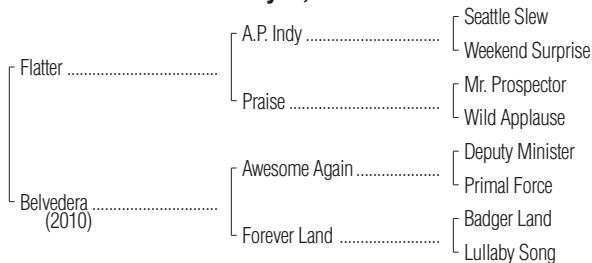 Seattle Slew
A.P. Indy ..............................
Weekend Surprise
Flatter ..................................
Mr. Prospector
Praise ..................................
Wild Applause
Deputy Minister
Awesome Again ..................
Primal Force
Belvedera ............................
(2010)
Badger Land
Forever Land ......................
Lullaby Song